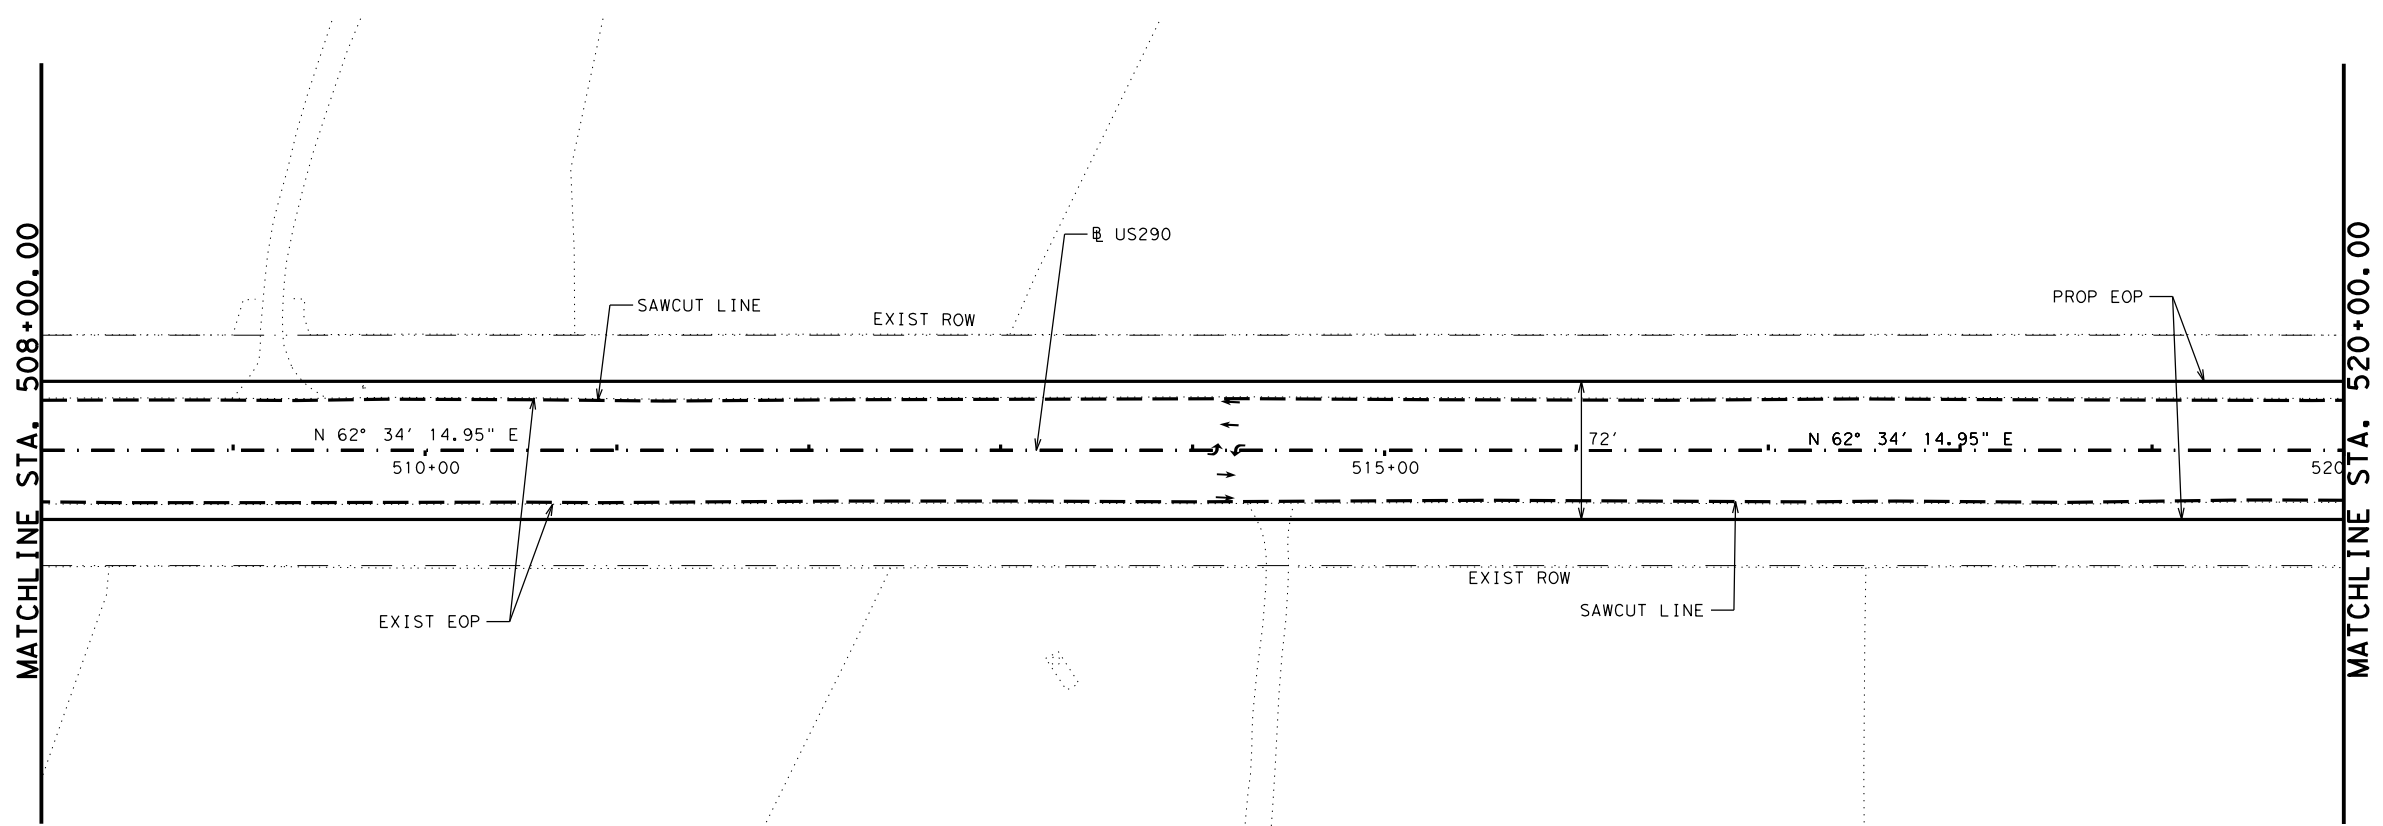 MATCHLINE STA. 508+00.00
℄ US290
SAWCUT LINE
EXIST ROW
PROP EOP
N 62° 34' 14.95" E
510+00
72'
515+00
N 62° 34' 14.95" E
520
EXIST ROW
SAWCUT LINE
EXIST EOP
MATCHLINE STA. 520+00.00